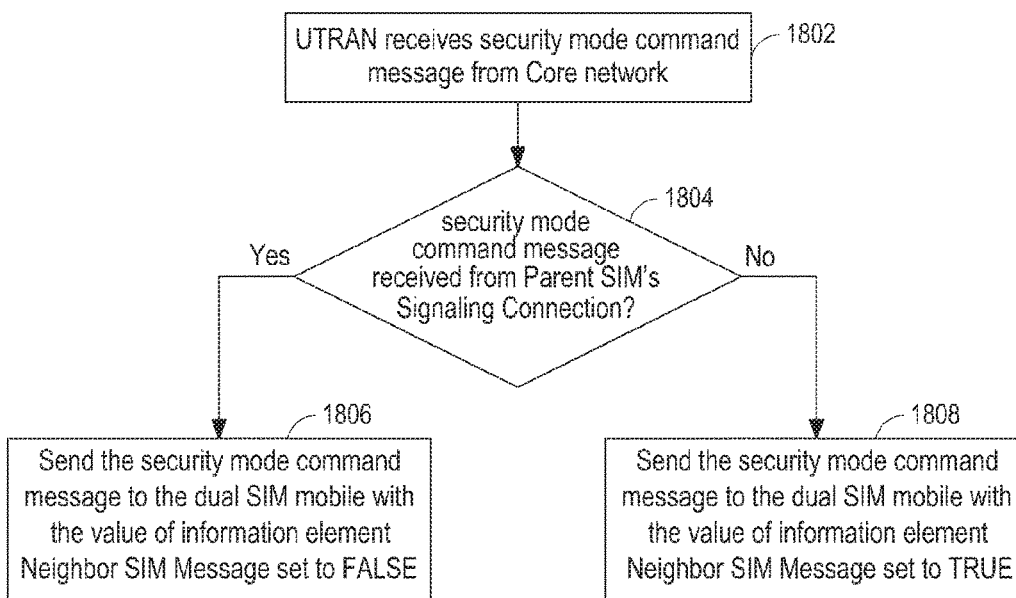 UTRAN receives security mode command
message from Core network
1802
security mode
command message
received from Parent SIM's
Signaling Connection?
1804
Yes
No
1806
Send the security mode command
message to the dual SIM mobile with
the value of information element
Neighbor SIM Message set to FALSE
1808
Send the security mode command
message to the dual SIM mobile with
the value of information element
Neighbor SIM Message set to TRUE